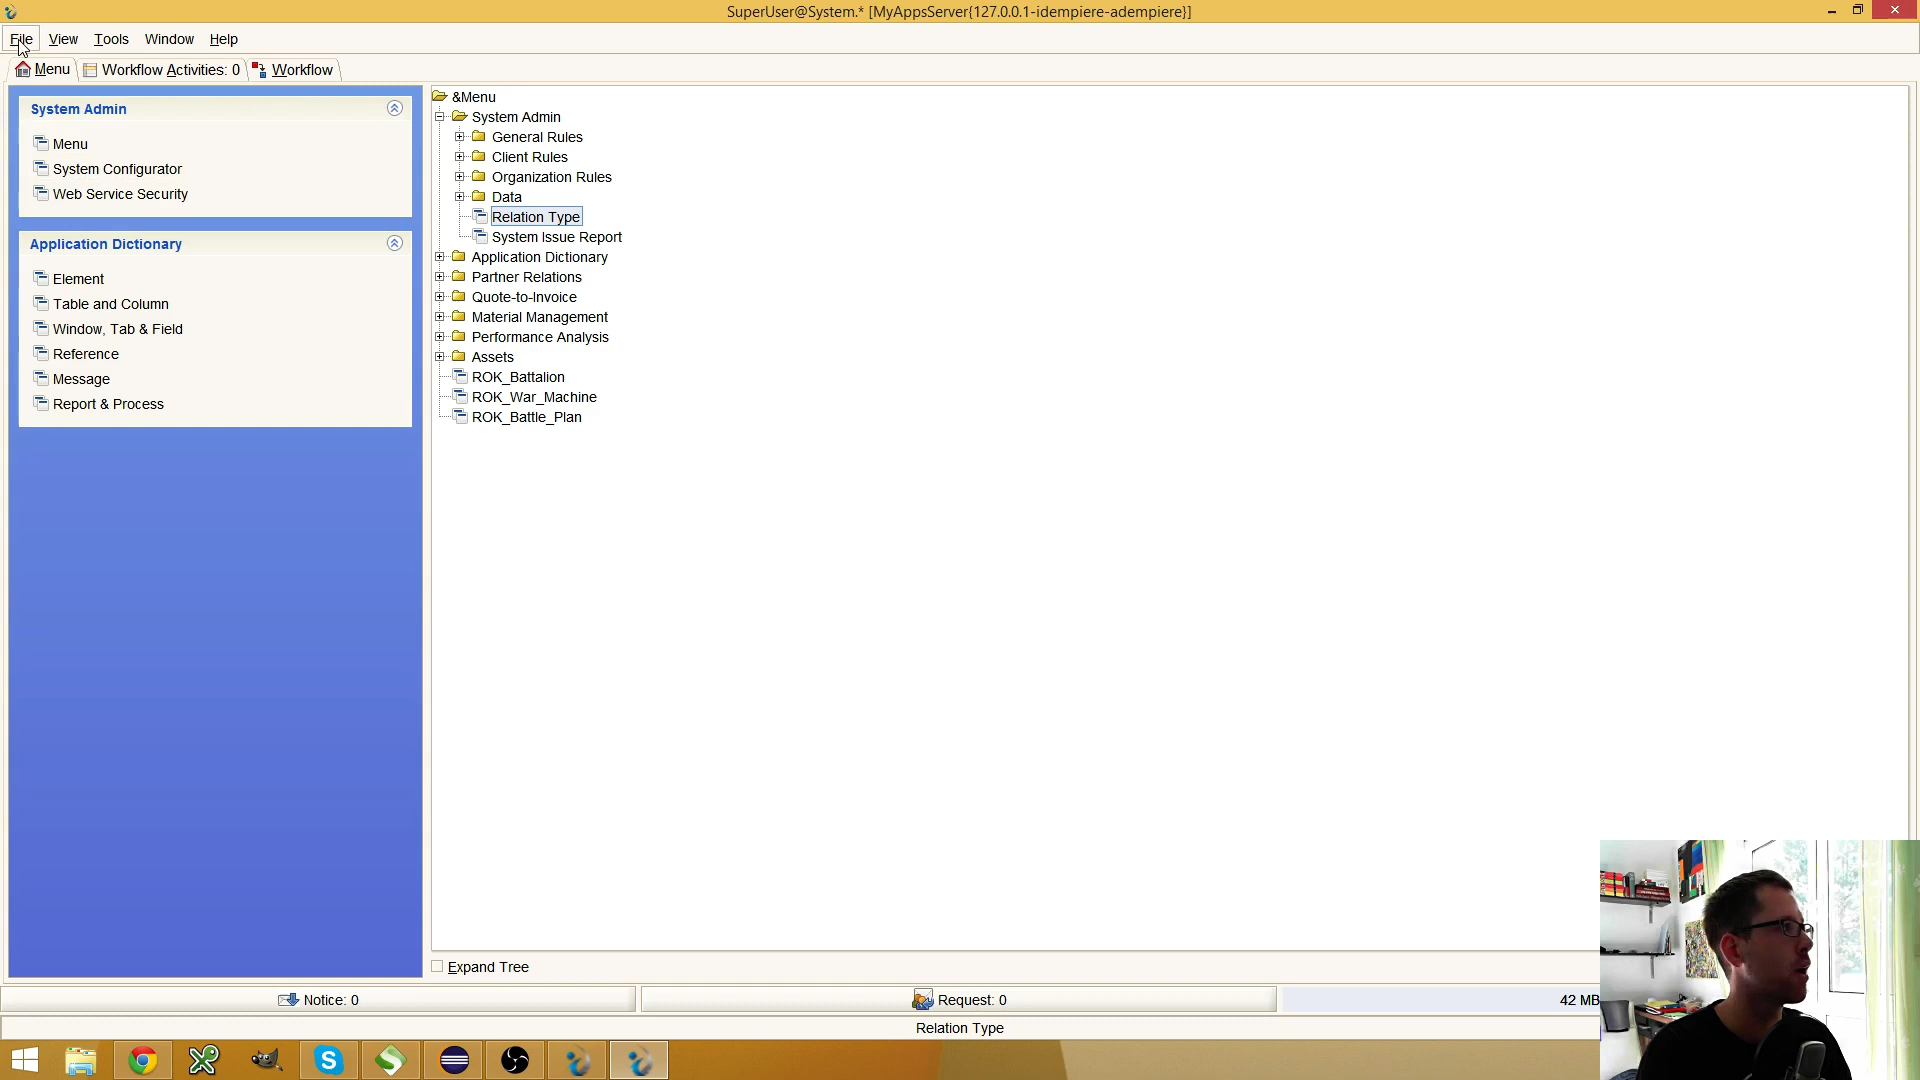 SuperUser@System.* [MyAppsServer{127.0.0.1-idempiere-adempiere}]
File View Tools Window Help
Menu Workflow Activities: 0 Workflow
System Admin
Menu
System Configurator
Web Service Security
Application Dictionary
Element
Table and Column
Window, Tab & Field
Reference
Message
Report & Process
&Menu
System Admin
General Rules
Client Rules
Organization Rules
Data
Relation Type
System Issue Report
Application Dictionary
Partner Relations
Quote-to-Invoice
Material Management
Performance Analysis
Assets
ROK_Battalion
ROK_War_Machine
ROK_Battle_Plan
Expand Tree
Notice: 0
Request: 0
42 MB
Relation Type